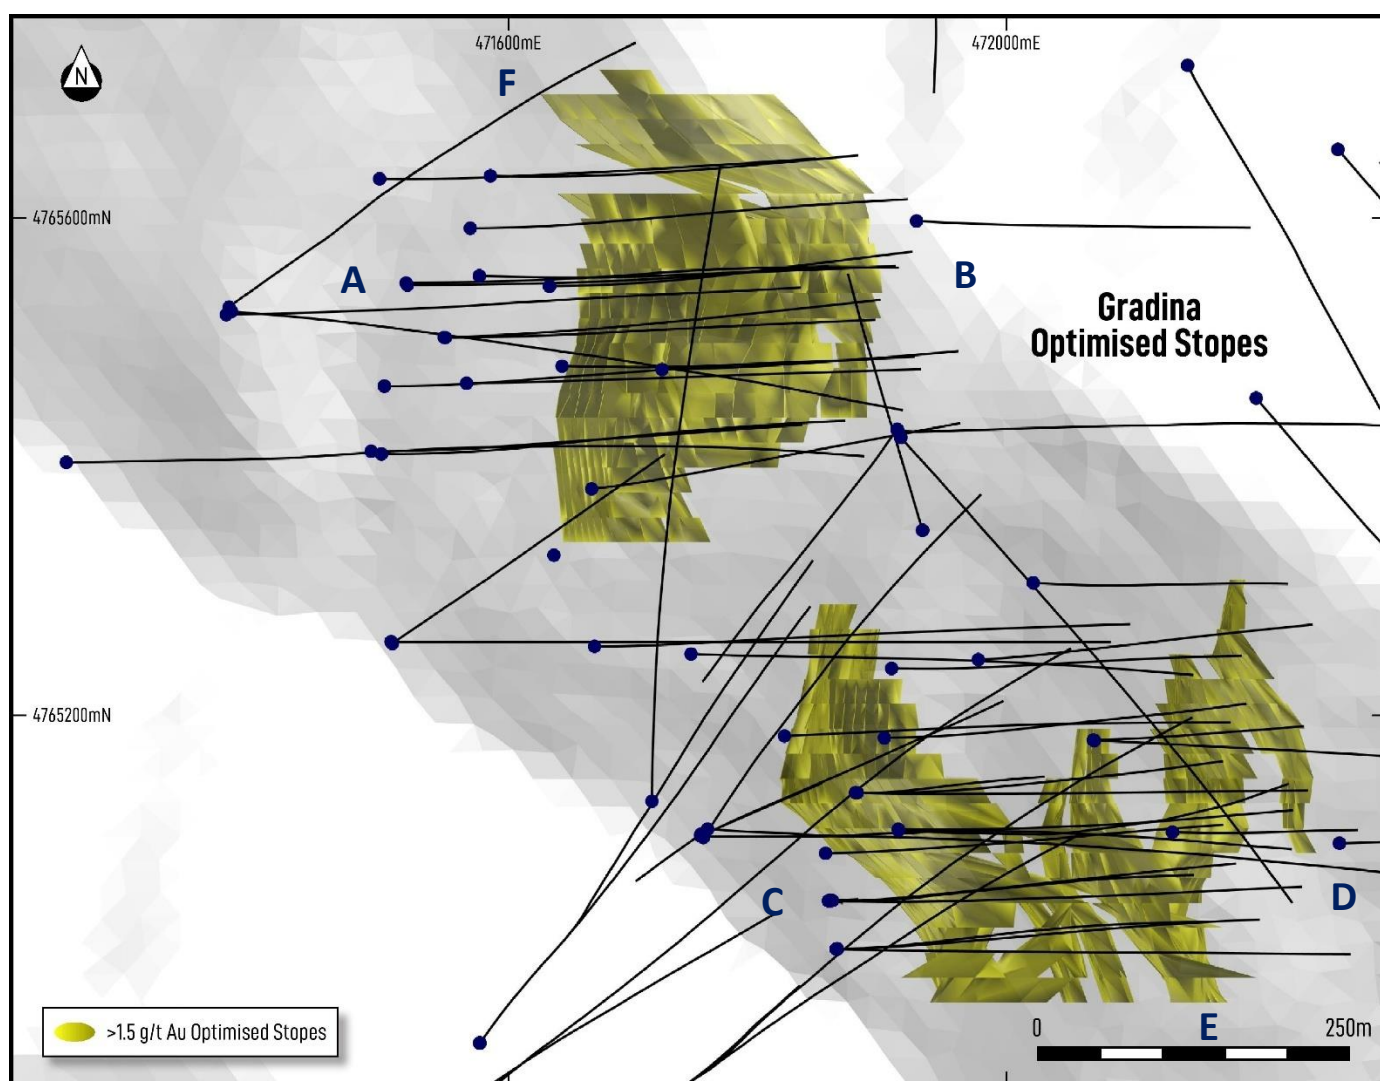 471600mE
472000mE
N
F
4765600mN
A
B
Gradina
Optimised Stopes
4765200mN
C
D
>1.5 g/t Au Optimised Stopes
E
0
250m